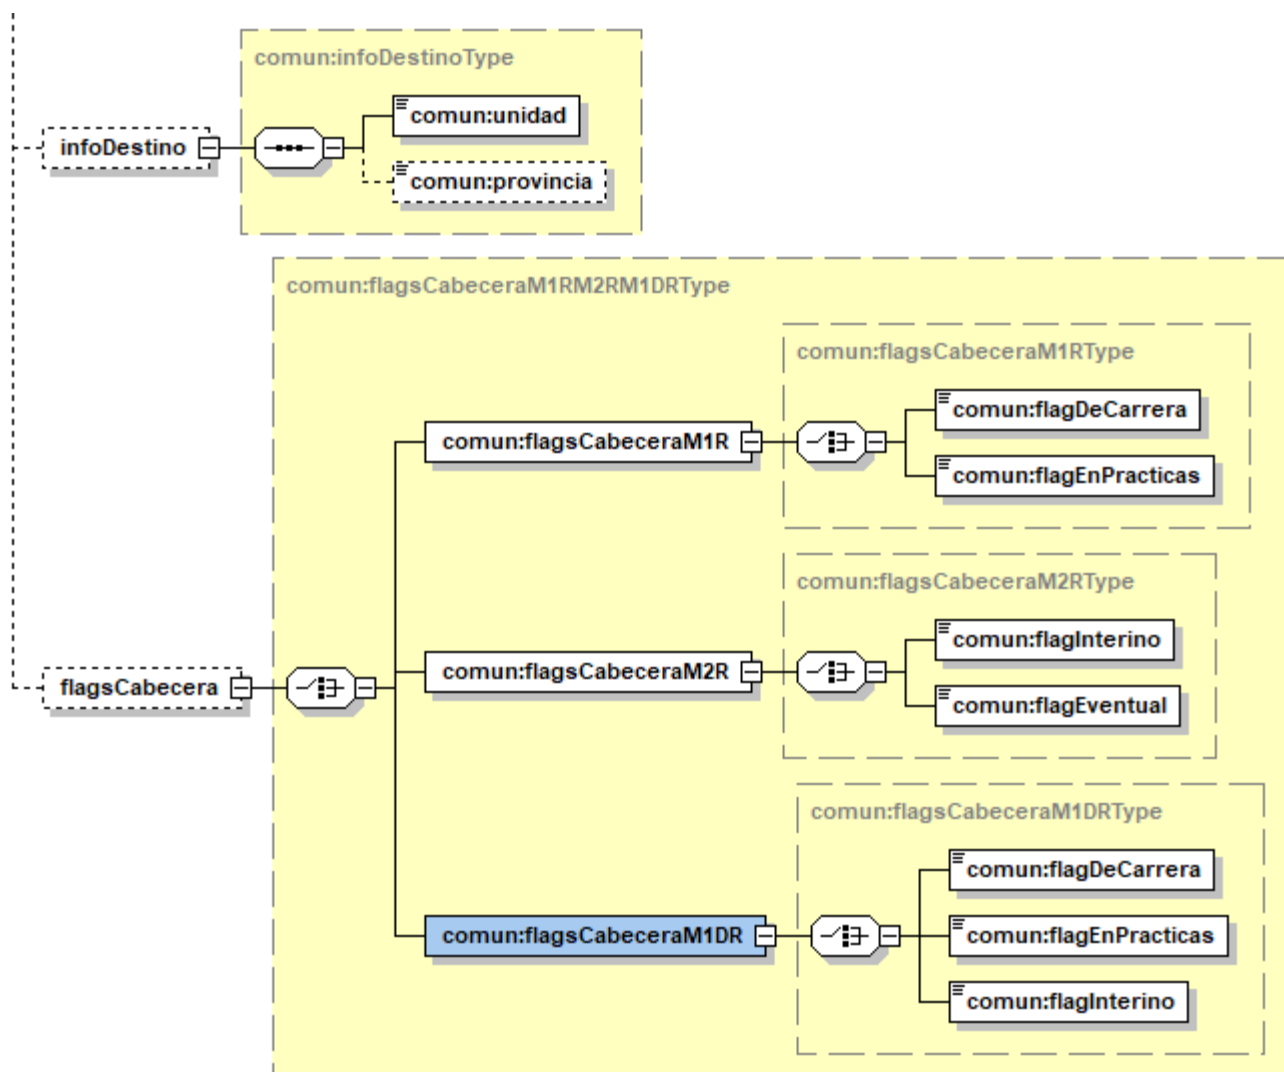 comun:infoDestinoType
comun:unidad
infoDestino
comun:provincia
comun:flagsCabeceraM1RM2RM1DRType
comun:flagsCabeceraM1RType
comun:flagDeCarrera
comun:flagsCabeceraM1R
comun:flagEnPracticas
comun:flagsCabeceraM2RType
comun:flagInterino
comun:flagsCabeceraM2R
flagsCabecera
comun:flagEventual
comun:flagsCabeceraM1DRType
comun:flagDeCarrera
comun:flagsCabeceraM1DR
comun:flagEnPracticas
comun:flagInterino